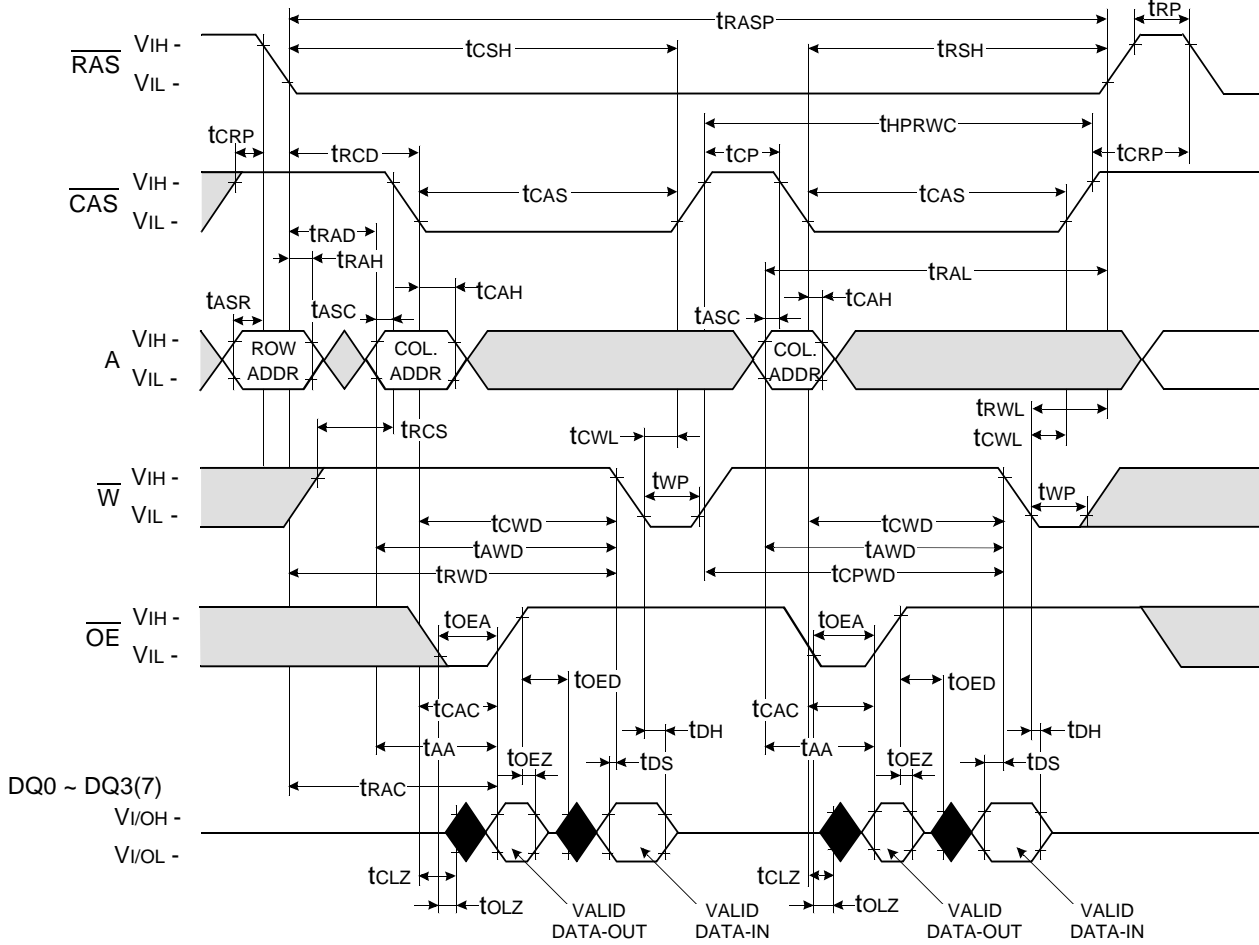 tRASP
tRP
RAS
VIH -
VIL -
tCSH
tRSH
tHPRWC
tCRP
tRCD
tCP
tCRP
CAS
VIH -
VIL -
tCAS
tCAS
tRAD
tRAH
tRAL
tASR
tASC
tCAH
tASC
tCAH
A
VIH -
VIL -
ROW
ADDR
COL.
ADDR
COL.
ADDR
tRCS
tCWL
tRWL
tCWL
W
VIH -
VIL -
tWP
tWP
tCWD
tCWD
tAWD
tAWD
tRWD
tCPWD
OE
VIH -
VIL -
tOEA
tOEA
tOED
tOED
tCAC
tCAC
tDH
tDH
tAA
tOEZ
tDS
tAA
tOEZ
tDS
tRAC
DQ0 ~ DQ3(7)
VI/OH -
VI/OL -
tCLZ
tCLZ
tOLZ
tOLZ
VALID
DATA-OUT
VALID
DATA-IN
VALID
DATA-OUT
VALID
DATA-IN